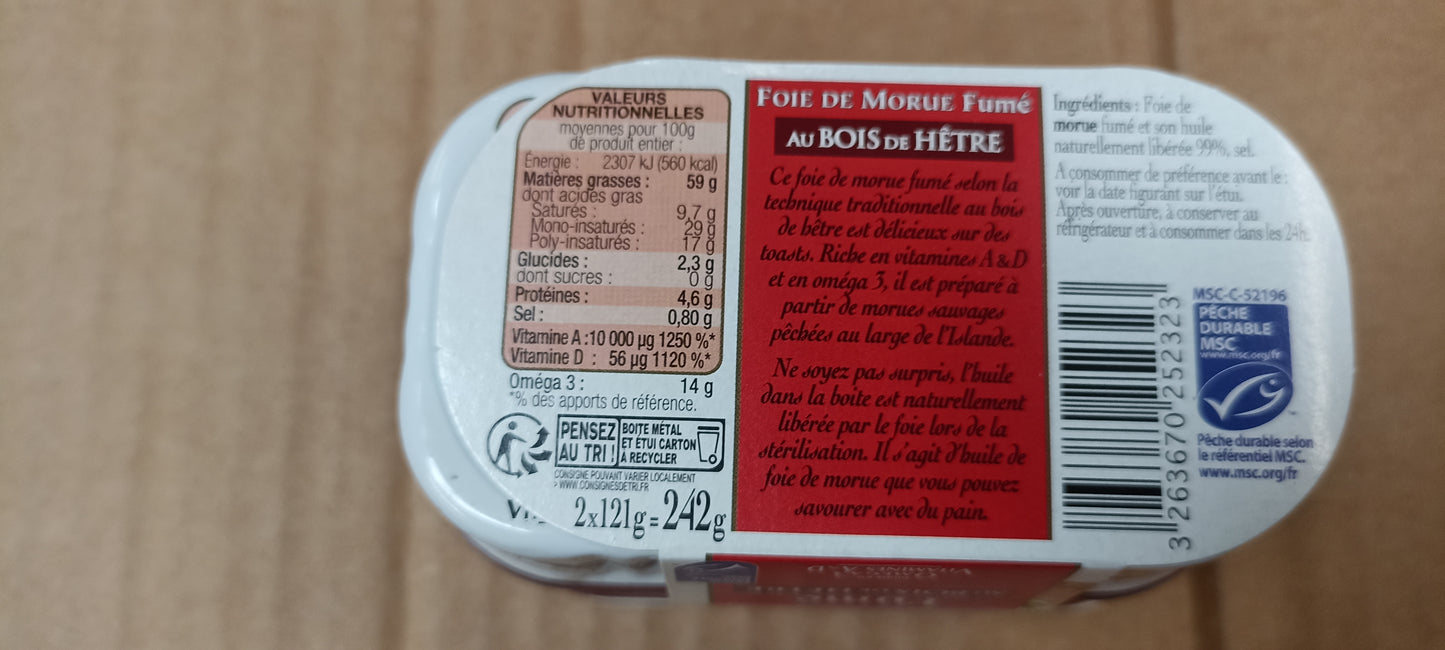 VALEURS
NUTRITIONNELLES
moyennes pour 100g
de produit entier :
Énergie : 2307 kJ (560 kcal)
Matières grasses : 59 g
dont acides gras
Saturés : 9,7 g
Mono-insaturés : 29 g
Poly-insaturés : 17 g
Glucides : 2,3 g
dont sucres : 0 g
Protéines : 4,6 g
Sel : 0,80 g
Vitamine A :10 000 µg 1250 %*
Vitamine D : 56 µg 1120 %*
Oméga 3 : 14 g
*% des apports de référence.
PENSEZ
AU TRI !
BOITE MÉTAL
ET ÉTUI CARTON
À RECYCLER
CONSIGNE POUVANT VARIER LOCALEMENT
> WWW.CONSIGNESDETRI.FR
2x121g=242g
FOIE DE MORUE Fumé
AU BOIS DE HÊTRE
Ce foie de morue fumé selon la
technique traditionnelle au bois
de hêtre est délicieux sur des
toasts. Riche en vitamines A & D
et en oméga 3, il est préparé à
partir de morues sauvages
pêchées au large de l'Islande.
Ne soyez pas surpris, l'huile
dans la boite est naturellement
libérée par le foie lors de la
stérilisation. Il s'agit d'huile de
foie de morue que vous pouvez
savourer avec du pain.
Ingrédients : Foie de
morue fumé et son huile
naturellement libérée 99%, sel.
A consommer de préférence avant le :
voir la date figurant sur l'étui.
Après ouverture, à conserver au
réfrigérateur et à consommer dans les 24h.
3 263670 252323
MSC-C-52196
PÊCHE
DURABLE
MSC
www.msc.org/fr
Pêche durable selon
le référentiel MSC.
www.msc.org/fr